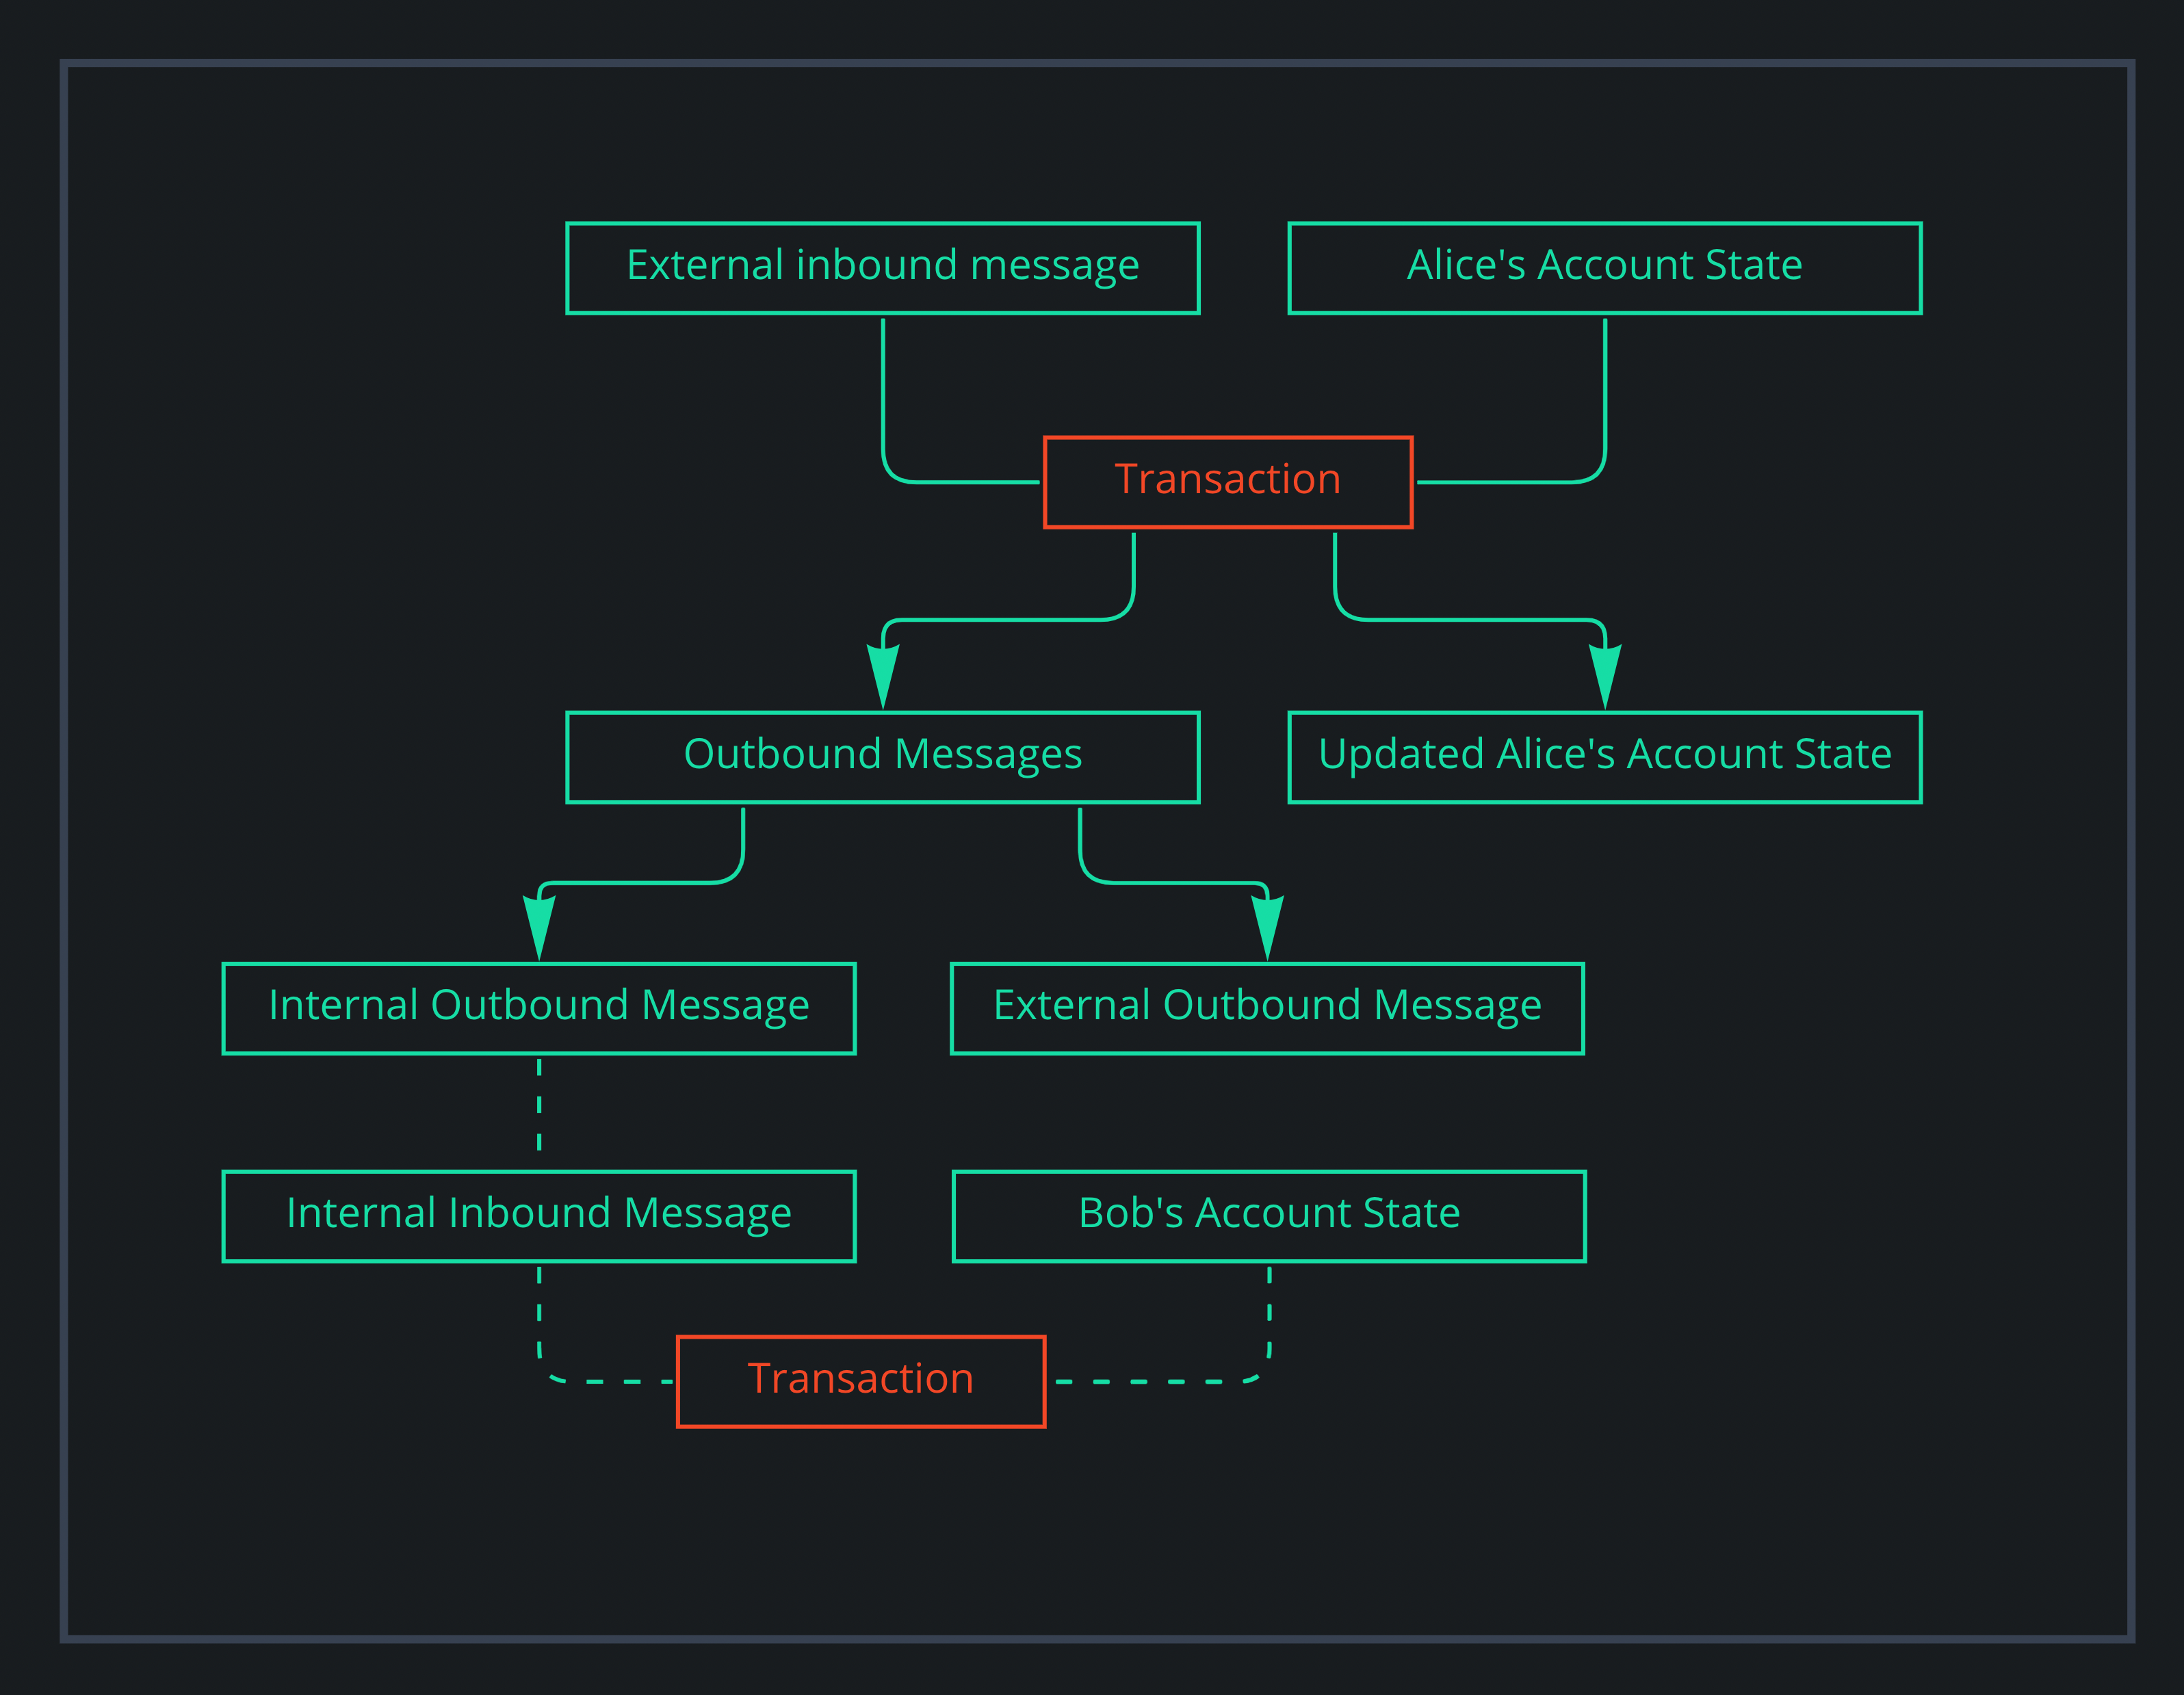 External inbound message
Alice's Account State
Transaction
Outbound Messages
Updated Alice's Account State
Internal Outbound Message
External Outbound Message
Internal Inbound Message
Bob's Account State
Transaction